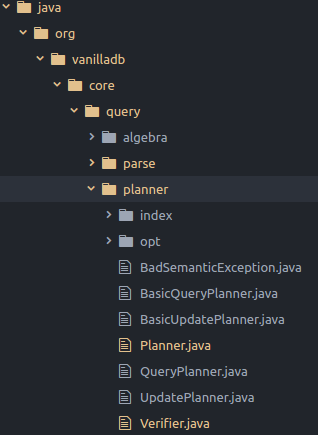 java
org
vanilladb
core
query
algebra
parse
planner
index
opt
BadSemanticException.java
BasicQueryPlanner.java
BasicUpdatePlanner.java
Planner.java
QueryPlanner.java
UpdatePlanner.java
Verifier.java